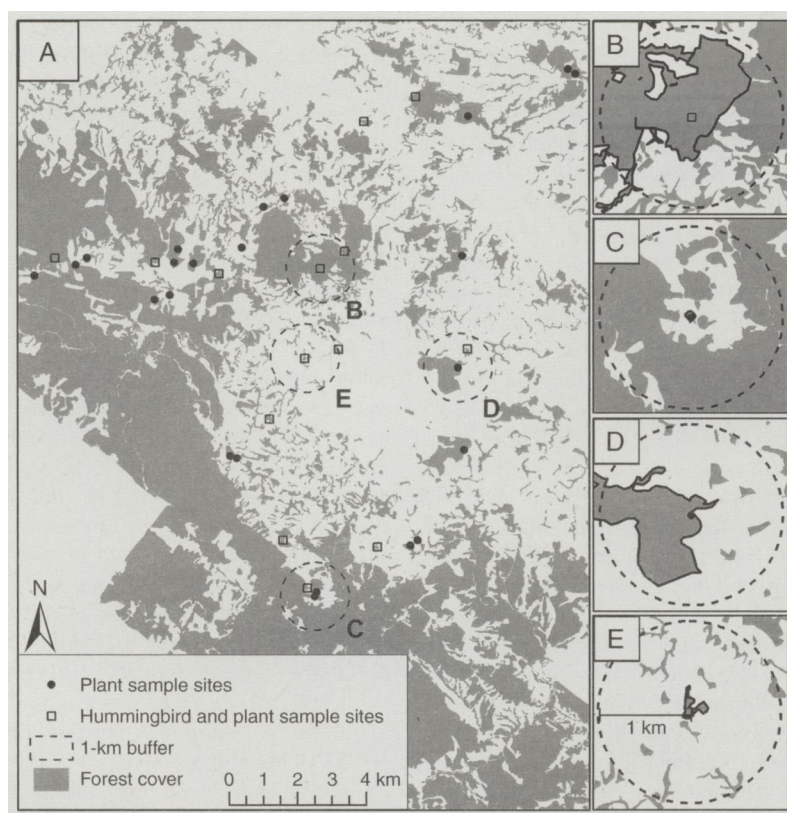 A
B
E
D
C
N
Plant sample sites
Hummingbird and plant sample sites
1-km buffer
Forest cover
0 1 2 3 4 km
B
C
D
E
1 km